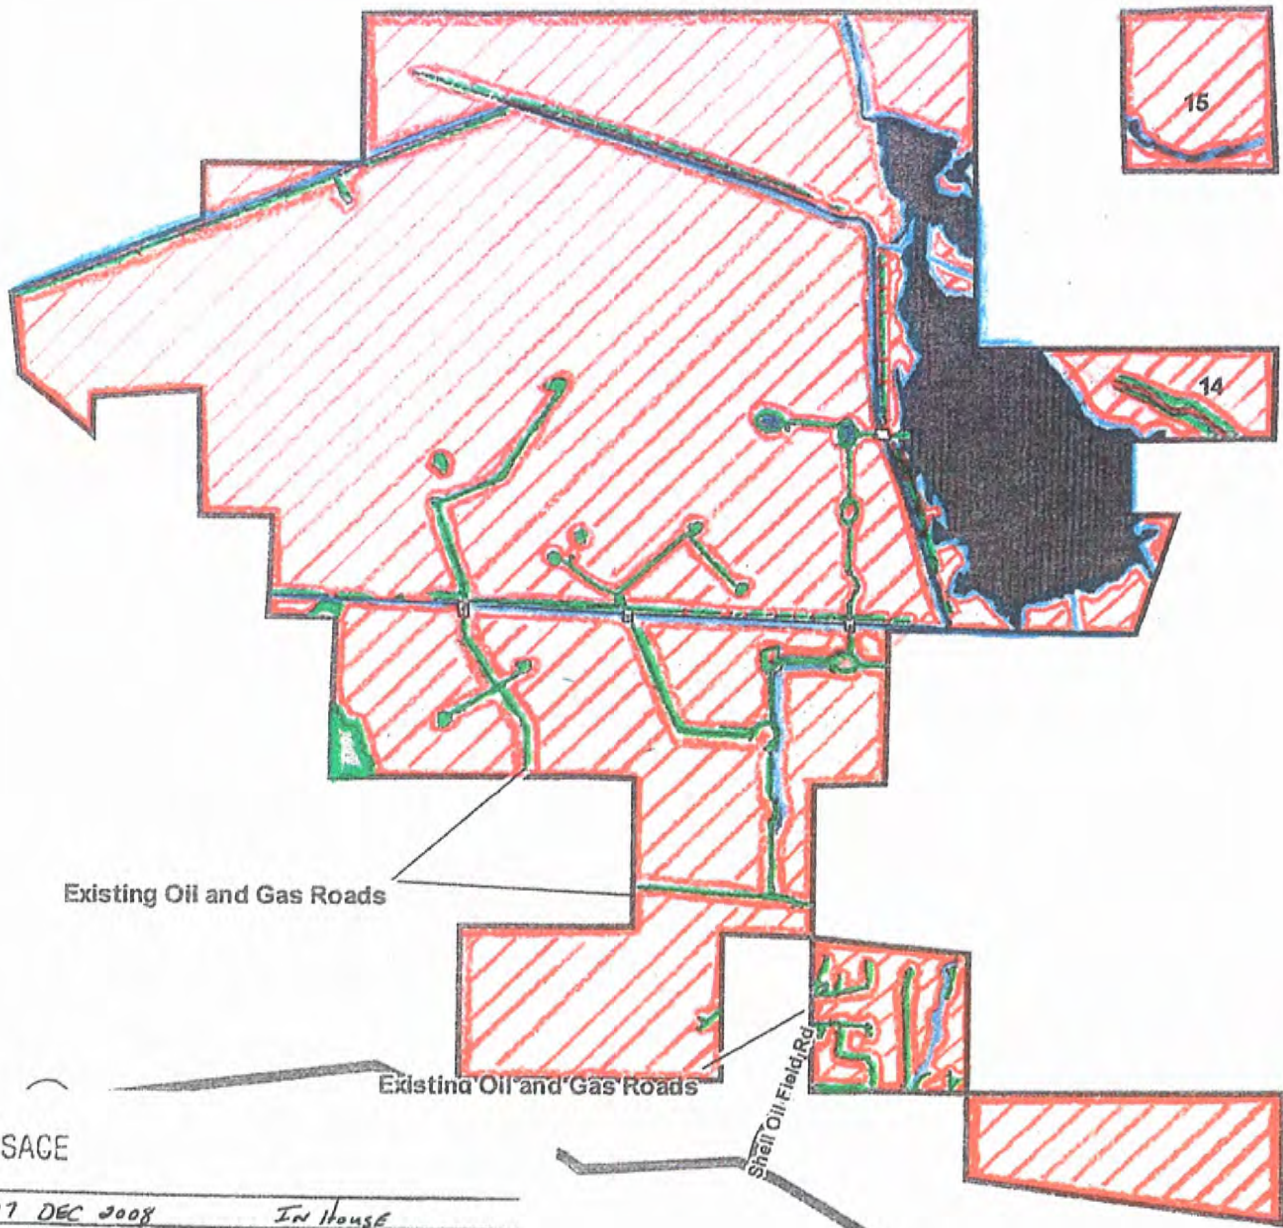 15
14
Existing Oil and Gas Roads
Existing Oil and Gas Roads
Shell Oil Field Rd
SACE
7 DEC 2008 IN HOUSE